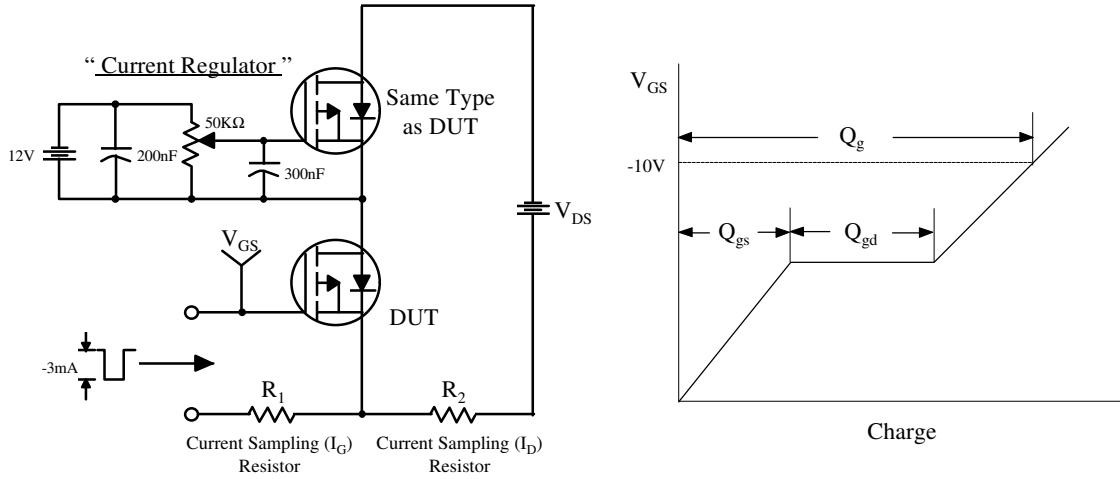 “ Current Regulator ”
12V
200nF
50KΩ
300nF
Same Type
as DUT
V_DS
V_GS
DUT
-3mA
R_1
R_2
Current Sampling (I_G)
Resistor
Current Sampling (I_D)
Resistor
V_GS
-10V
Q_g
Q_gs
Q_gd
Charge